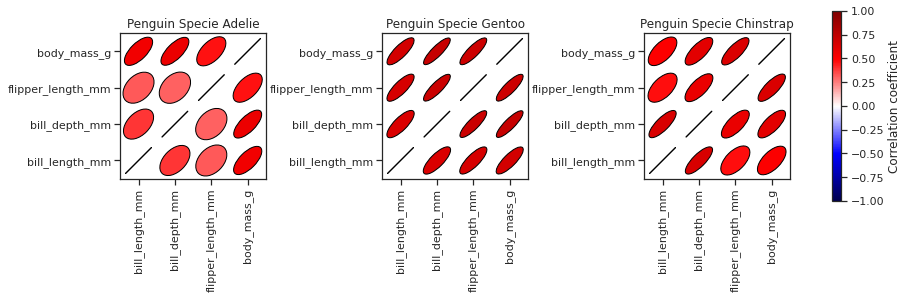 Penguin Specie Adelie
body_mass_g
flipper_length_mm
bill_depth_mm
bill_length_mm
bill_length_mm
bill_depth_mm
flipper_length_mm
body_mass_g
Penguin Specie Gentoo
body_mass_g
flipper_length_mm
bill_depth_mm
bill_length_mm
bill_length_mm
bill_depth_mm
flipper_length_mm
body_mass_g
Penguin Specie Chinstrap
body_mass_g
flipper_length_mm
bill_depth_mm
bill_length_mm
bill_length_mm
bill_depth_mm
flipper_length_mm
body_mass_g
1.00
0.75
0.50
0.25
0.00
−0.25
−0.50
−0.75
−1.00
Correlation coefficient